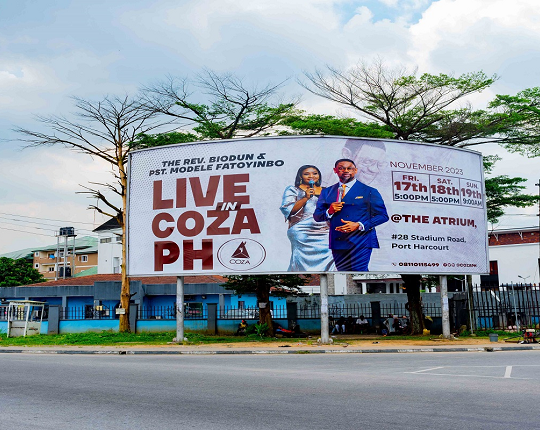 THE REV. BIODUN &
PST. MODELE FATOYINBO
LIVE
IN
COZA
PH
COZA
NOVEMBER 2023
FRI. SAT. SUN.
17th 18th 19th
5:00PM 5:00PM 9:00AM
@THE ATRIUM,
#28 Stadium Road,
Port Harcourt
08110115499